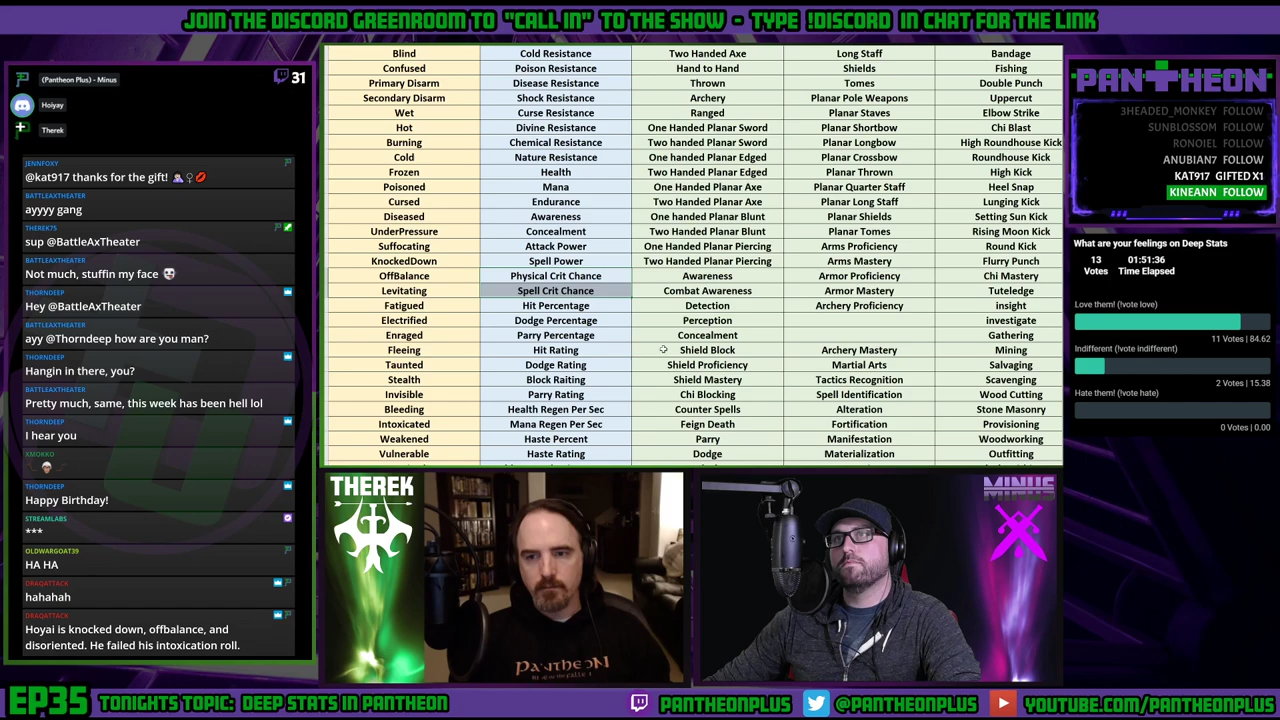 JOIN THE DISCORD GREENROOM TO "CALL IN" TO THE SHOW - TYPE !DISCORD IN CHAT FOR THE LINK
(Pantheon Plus) - Minus
31
Hoiyay
Therek
JENNFOXY
@kat917 thanks for the gift!
BATTLEAXTHEATER
ayyyy gang
THEREK75
sup @BattleAxTheater
BATTLEAXTHEATER
Not much, stuffin my face
THORNDEEP
Hey @BattleAxTheater
BATTLEAXTHEATER
ayy @Thorndeep how are you man?
THORNDEEP
Hangin in there, you?
BATTLEAXTHEATER
Pretty much, same, this week has been hell lol
THORNDEEP
I hear you
XMOKKO
THORNDEEP
Happy Birthday!
STREAMLABS
***
OLDWARGOAT39
HA HA
DRAQATTACK
hahahah
DRAQATTACK
Hoyai is knocked down, offbalance, and
disoriented. He failed his intoxication roll.
Blind Cold Resistance Two Handed Axe Long Staff Bandage
Confused Poison Resistance Hand to Hand Shields Fishing
Primary Disarm Disease Resistance Thrown Tomes Double Punch
Secondary Disarm Shock Resistance Archery Planar Pole Weapons Uppercut
Wet Curse Resistance Ranged Planar Staves Elbow Strike
Hot Divine Resistance One Handed Planar Sword Planar Shortbow Chi Blast
Burning Chemical Resistance Two handed Planar Sword Planar Longbow High Roundhouse Kick
Cold Nature Resistance One handed Planar Edged Planar Crossbow Roundhouse Kick
Frozen Health Two Handed Planar Edged Planar Thrown High Kick
Poisoned Mana One Handed Planar Axe Planar Quarter Staff Heel Snap
Cursed Endurance Two Handed Planar Axe Planar Long Staff Lunging Kick
Diseased Awareness One handed Planar Blunt Planar Shields Setting Sun Kick
UnderPressure Concealment Two Handed Planar Blunt Planar Tomes Rising Moon Kick
Suffocating Attack Power One Handed Planar Piercing Arms Proficiency Round Kick
KnockedDown Spell Power Two Handed Planar Piercing Arms Mastery Flurry Punch
OffBalance Physical Crit Chance Awareness Armor Proficiency Chi Mastery
Levitating Spell Crit Chance Combat Awareness Armor Mastery Tuteledge
Fatigued Hit Percentage Detection Archery Proficiency insight
Electrified Dodge Percentage Perception investigate
Enraged Parry Percentage Concealment Gathering
Fleeing Hit Rating Shield Block Archery Mastery Mining
Taunted Dodge Rating Shield Proficiency Martial Arts Salvaging
Stealth Block Raiting Shield Mastery Tactics Recognition Scavenging
Invisible Parry Rating Chi Blocking Spell Identification Wood Cutting
Bleeding Health Regen Per Sec Counter Spells Alteration Stone Masonry
Intoxicated Mana Regen Per Sec Feign Death Fortification Provisioning
Weakened Haste Percent Parry Manifestation Woodworking
Vulnerable Haste Rating Dodge Materialization Outfitting
PANTHEON
3HEADED_MONKEY FOLLOW
SUNBLOSSOM FOLLOW
RONOIEL FOLLOW
ANUBIAN7 FOLLOW
KAT917 GIFTED X1
KINEANN FOLLOW
What are your feelings on Deep Stats
13 01:51:36
Votes Time Elapsed
Love them! (!vote love)
11 Votes | 84.62
Indifferent (!vote indifferent)
2 Votes | 15.38
Hate them? (!vote hate)
0 Votes | 0.00
THEREK
PANTHEON
MINUS
EP35 TONIGHTS TOPIC: DEEP STATS IN PANTHEON PANTHEONPLUS @PANTHEONPLUS YOUTUBE.COM/PANTHEONPLUS